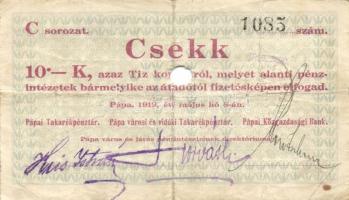 C sorozat. 1085 szám.
Csekk
10·— K, azaz Tíz koronáról, melyet alanti pénz-
intézetek bármelyike az átadótól fizetésképen elfogad.
Pápa, 1919. évi május hó 8-án.
Pápai Takarékpénztár. Pápa városi és vidéki Takarékpénztár. Pápai Közgazdasági Bank.
Pápa város és járás pénzintézeteinek direktóriuma: